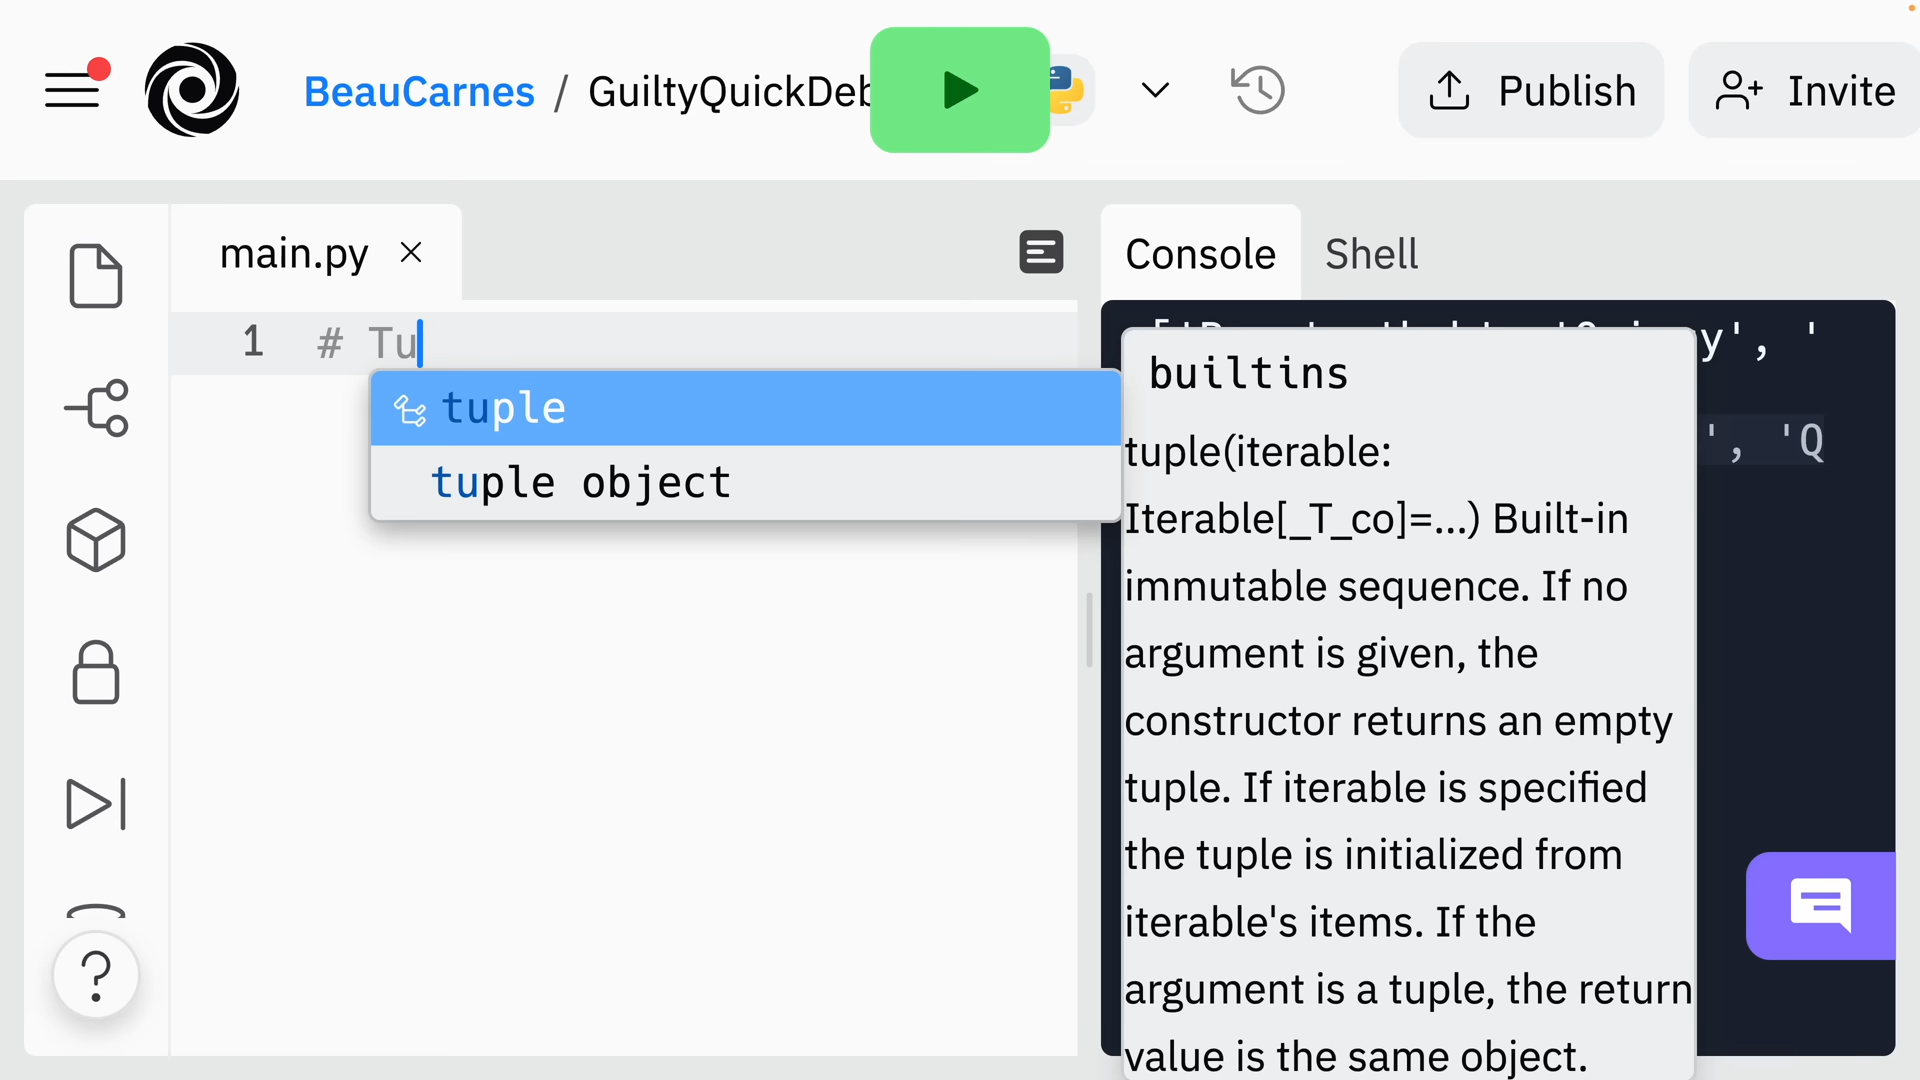 BeauCarnes / GuiltyQuickDeb
Publish
Invite
main.py
Console
Shell
1 # Tu
tuple
tuple object
y', '
', 'Q
builtins
tuple(iterable:
Iterable[_T_co]=...) Built-in
immutable sequence. If no
argument is given, the
constructor returns an empty
tuple. If iterable is specified
the tuple is initialized from
iterable's items. If the
argument is a tuple, the return
value is the same object.
?